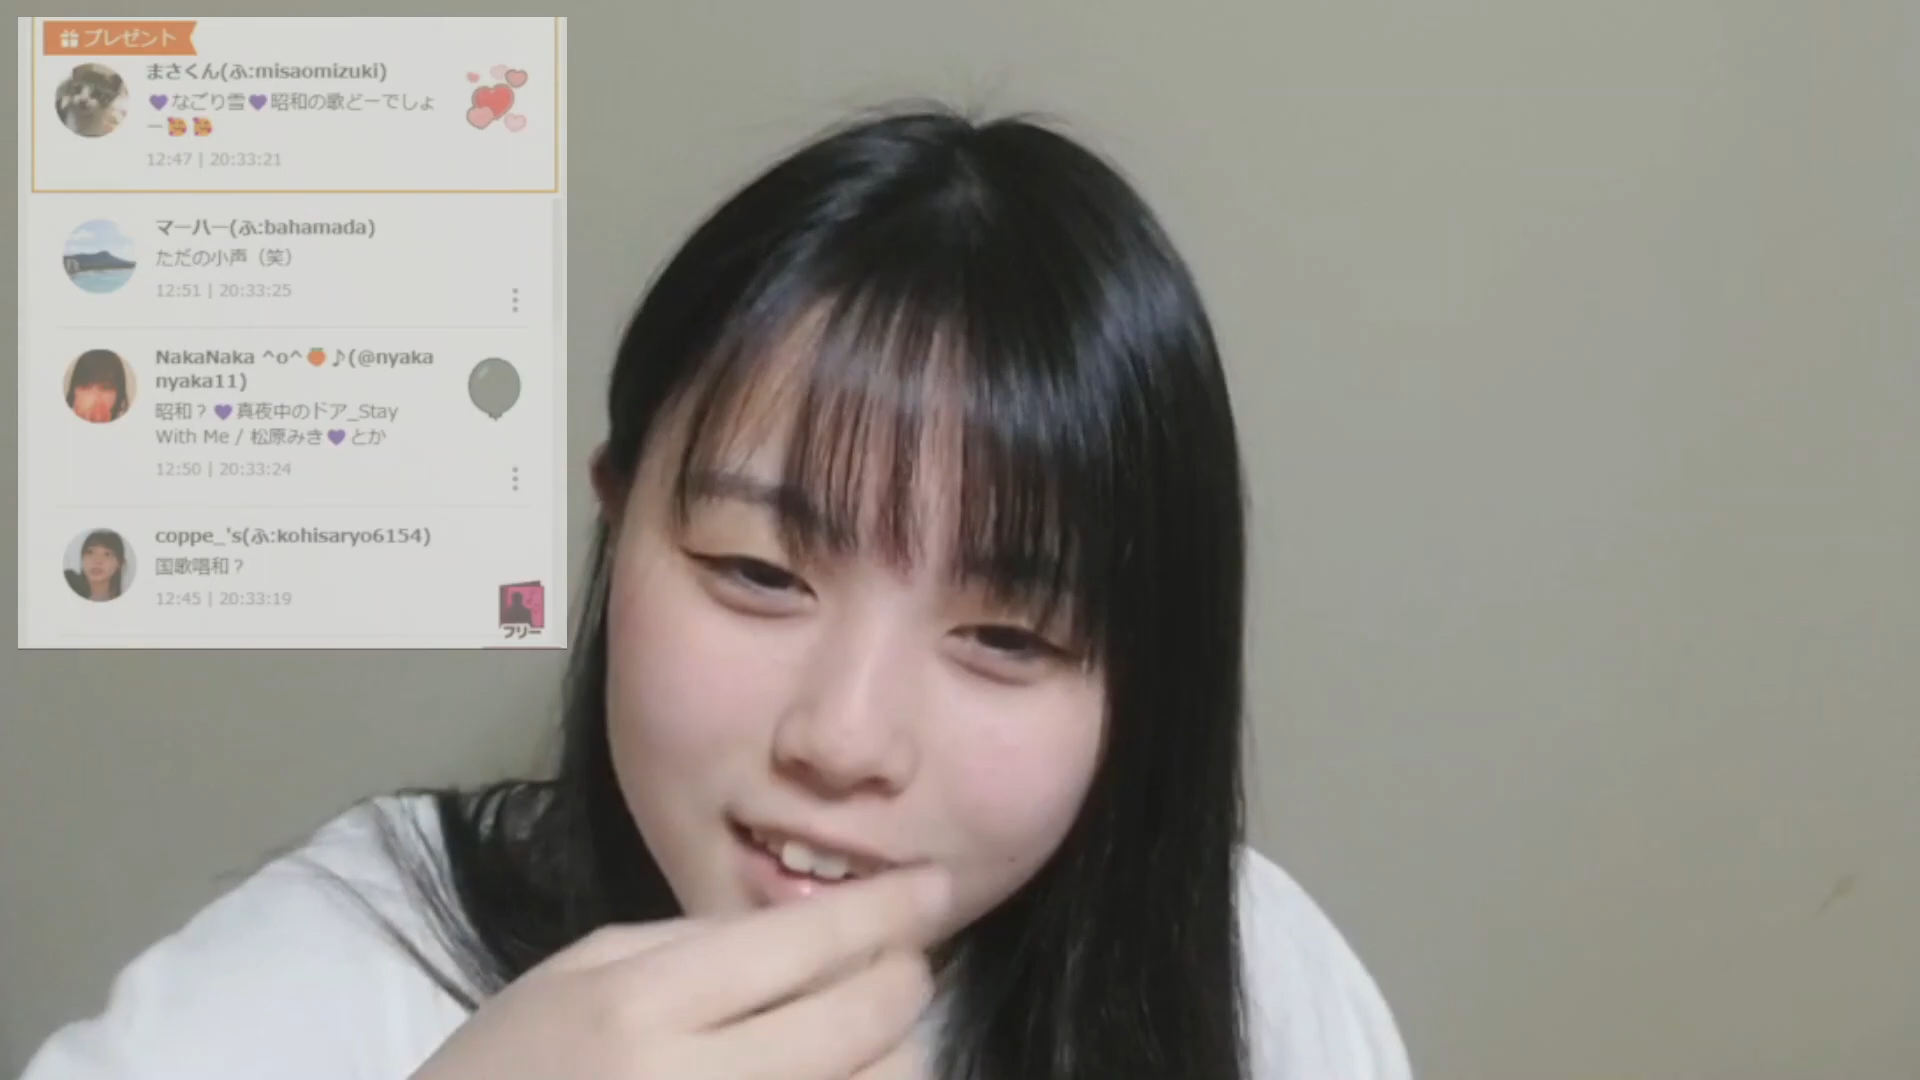 プレゼント
まさくん(ふ:misaomizuki)
💜なごり雪💜昭和の歌どーでしょ
ー🥰🥰
12:47 | 20:33:21
マーハー(ふ:bahamada)
ただの小声（笑）
12:51 | 20:33:25
NakaNaka ^o^🍊♪(@nyaka
nyaka11)
昭和？💜真夜中のドア_Stay
With Me / 松原みき💜とか
12:50 | 20:33:24
coppe_'s(ふ:kohisaryo6154)
国歌唱和？
12:45 | 20:33:19
フリー